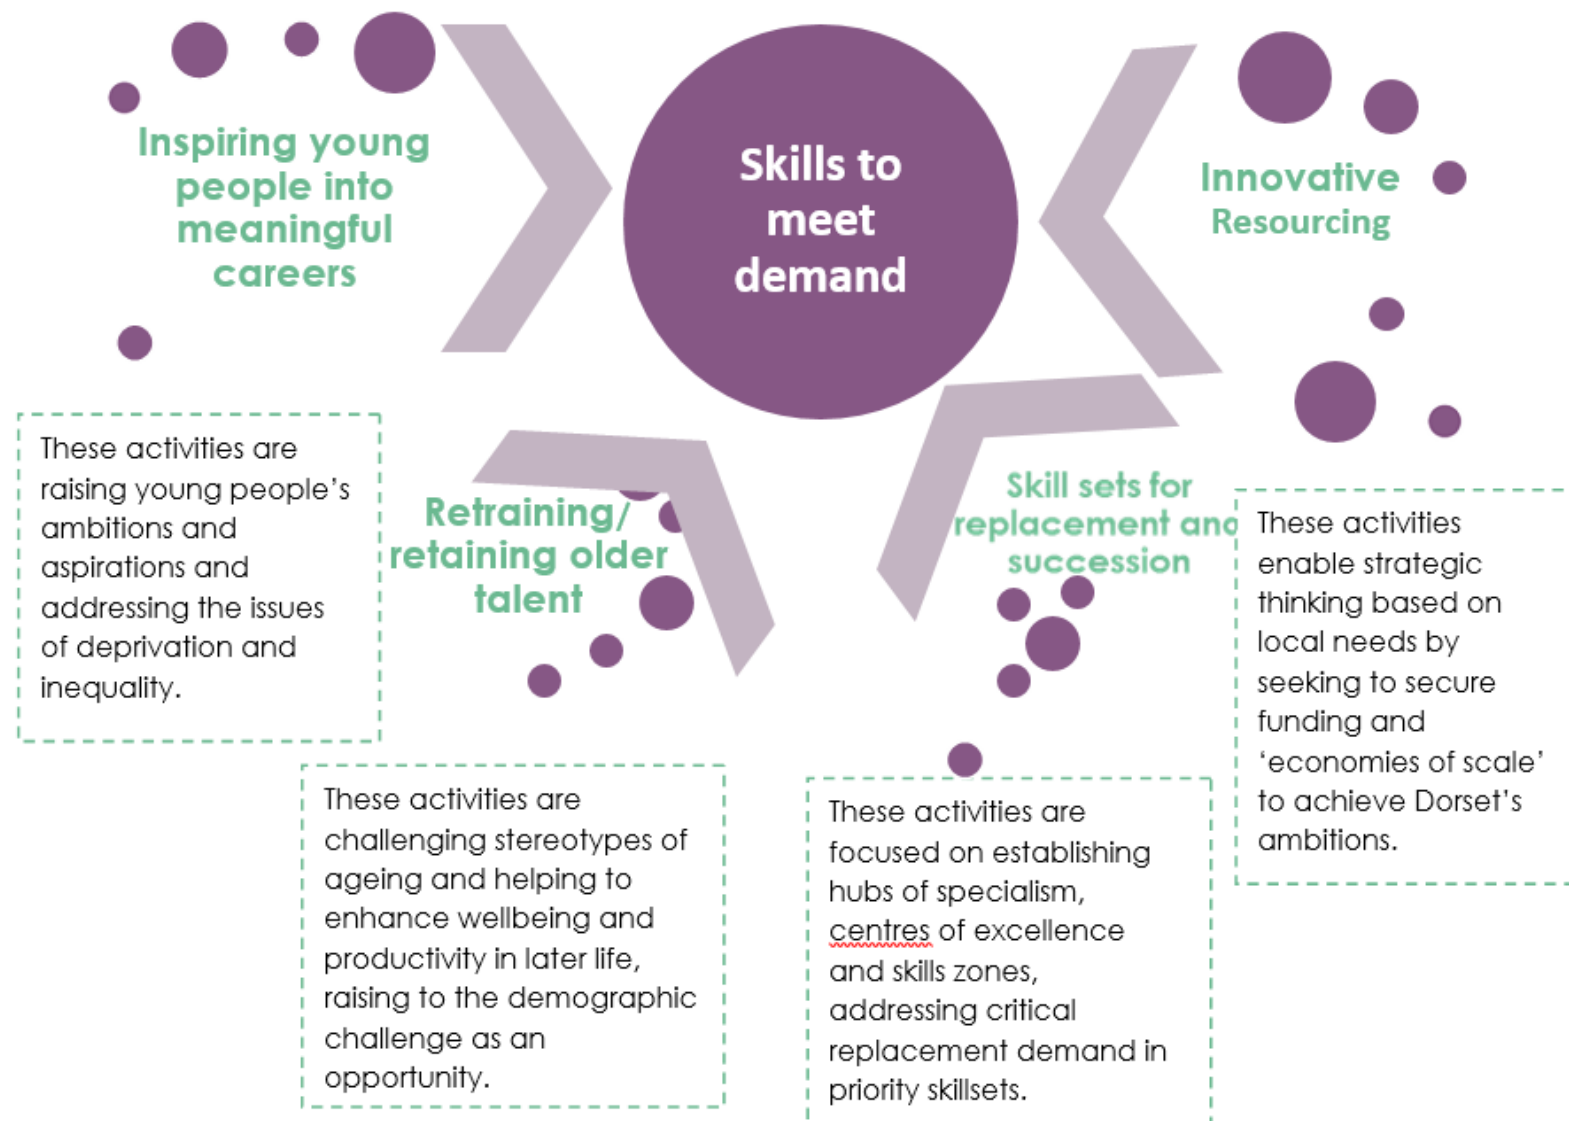 Inspiring young
people into
meaningful
careers
Skills to
meet
demand
Innovative
Resourcing
These activities are
raising young people’s
ambitions and
aspirations and
addressing the issues
of deprivation and
inequality.
Retraining/
retaining older
talent
Skill sets for
replacement and
succession
These activities
enable strategic
thinking based on
local needs by
seeking to secure
funding and
‘economies of scale’
to achieve Dorset’s
ambitions.
These activities are
challenging stereotypes of
ageing and helping to
enhance wellbeing and
productivity in later life,
raising to the demographic
challenge as an
opportunity.
These activities are
focused on establishing
hubs of specialism,
centres of excellence
and skills zones,
addressing critical
replacement demand in
priority skillsets.